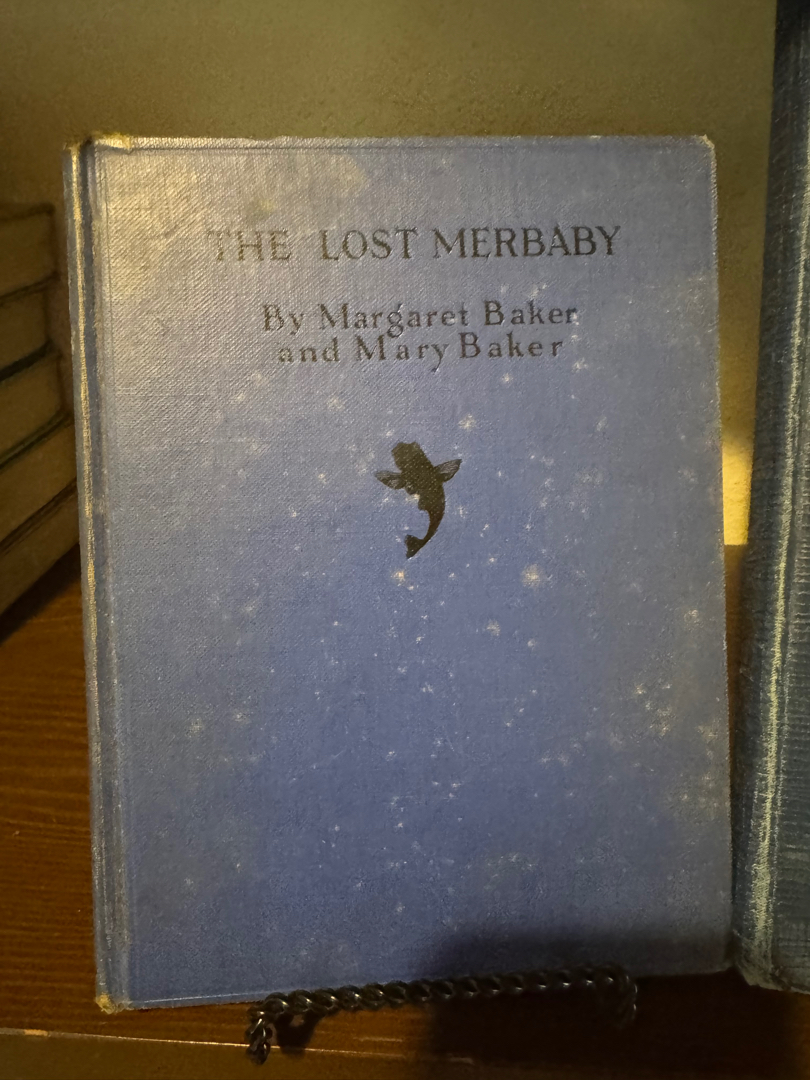 THE LOST MERBABY
By Margaret Baker
and Mary Baker